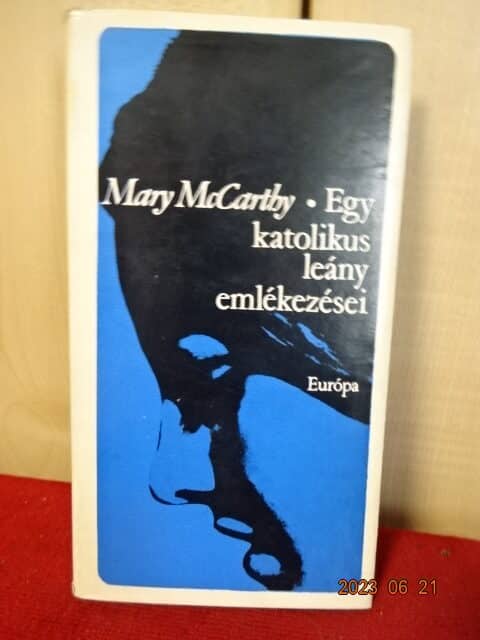 Mary McCarthy • Egy
katolikus
leány
emlékezései
Európa
2023 06 21